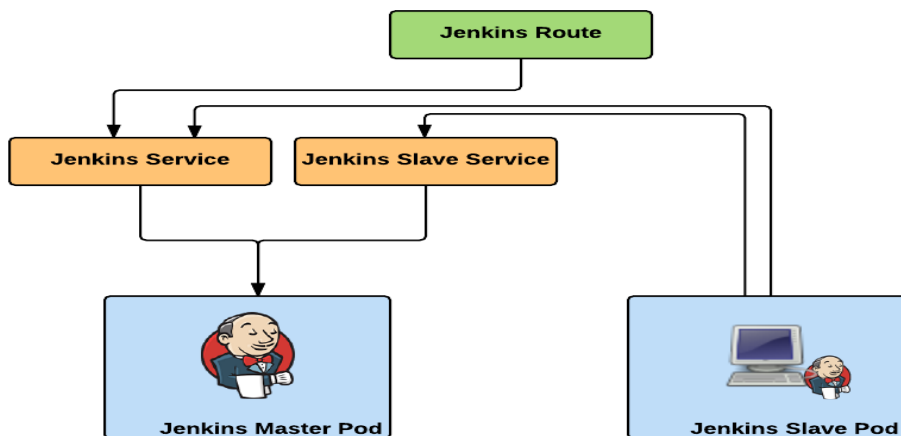 Jenkins Route
Jenkins Service
Jenkins Slave Service
Jenkins Master Pod
Jenkins Slave Pod